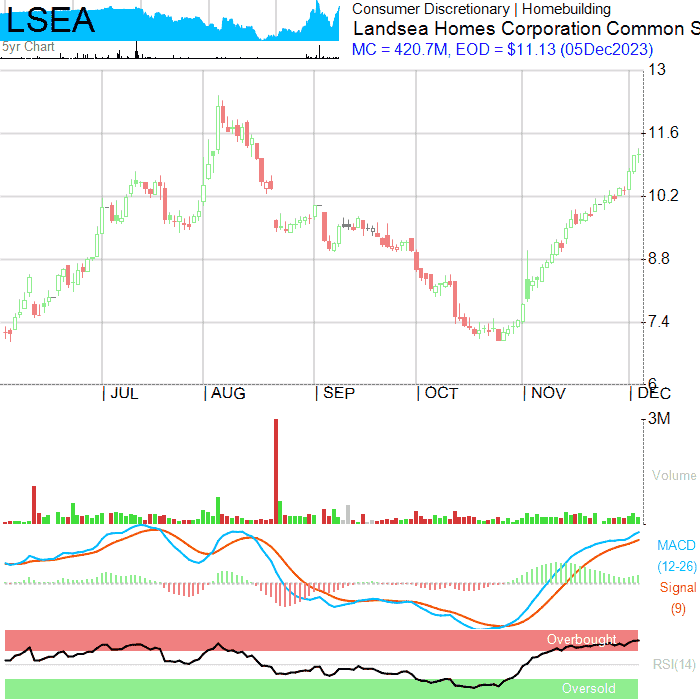 LSEA
5yr Chart
Consumer Discretionary | Homebuilding
Landsea Homes Corporation Common S
MC = 420.7M, EOD = $11.13 (05Dec2023)
13
11.6
10.2
8.8
7.4
6
| JUL | AUG | SEP | OCT | NOV | DEC
3M
Volume
MACD
(12-26)
Signal
(9)
Overbought
RSI(14)
Oversold